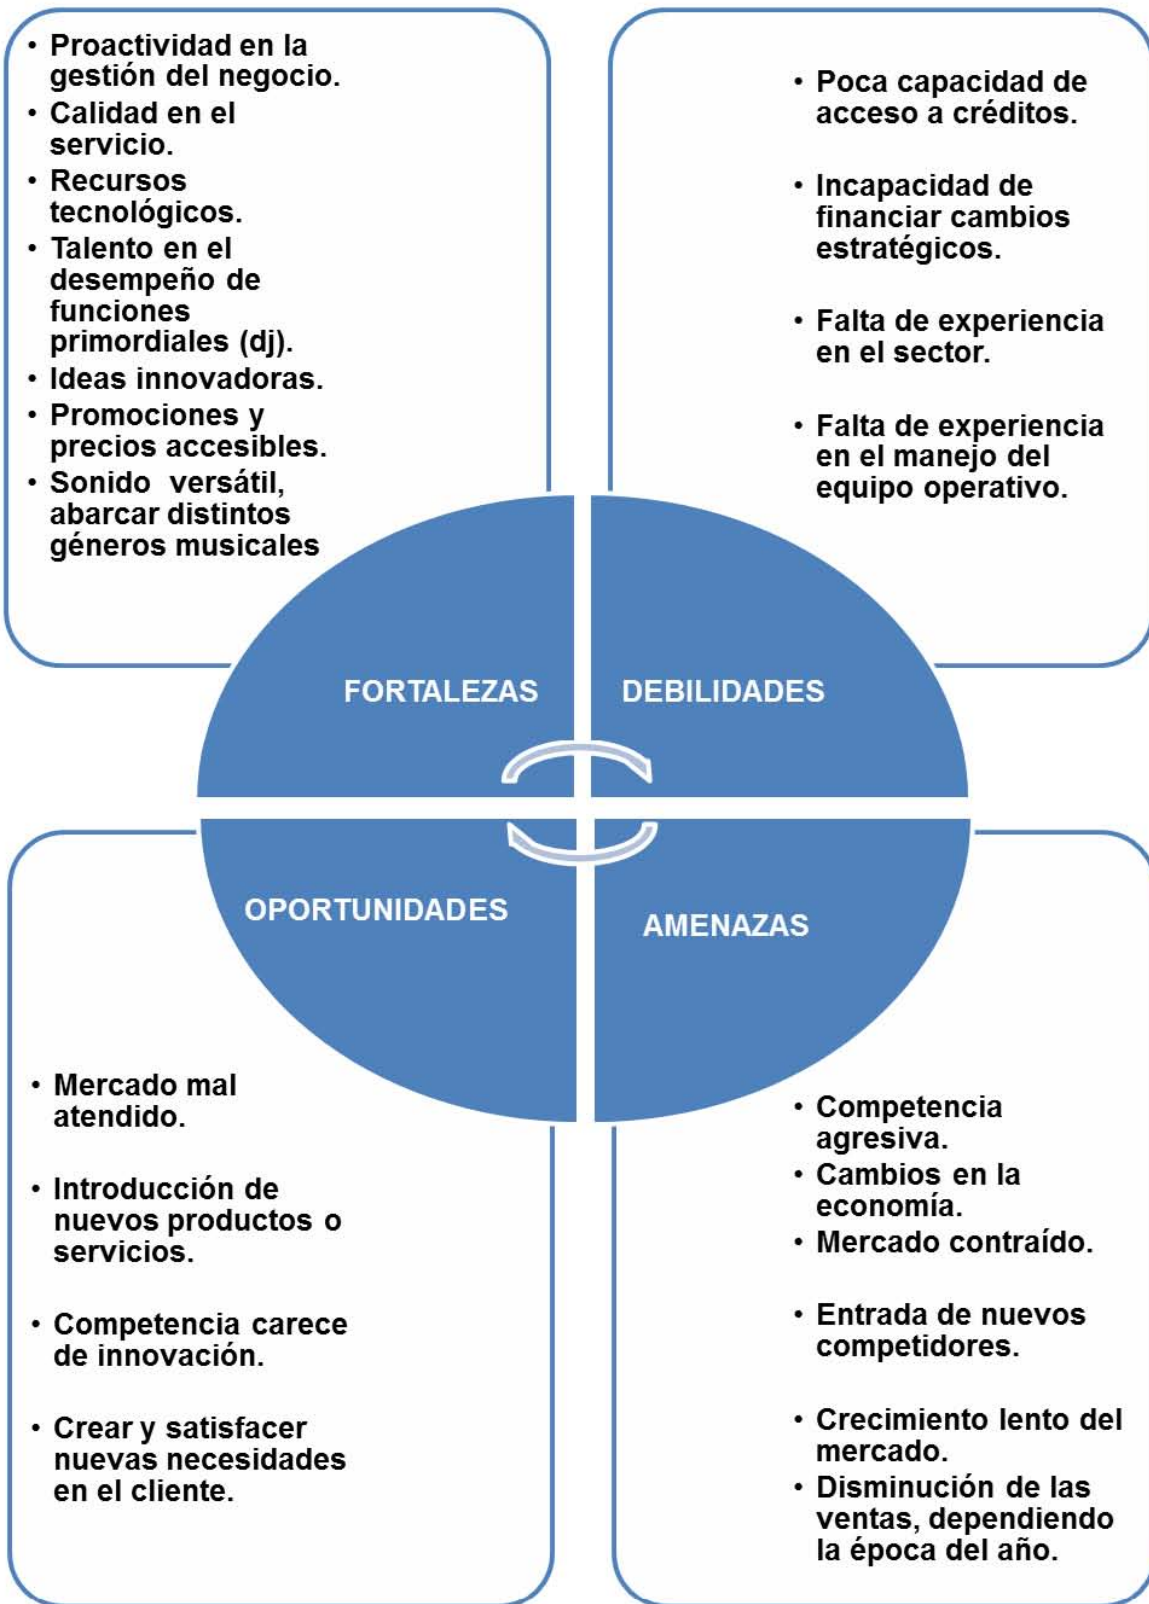 • Proactividad en la
gestión del negocio.
• Calidad en el
servicio.
• Recursos
tecnológicos.
• Talento en el
desempeño de
funciones
primordiales (dj).
• Ideas innovadoras.
• Promociones y
precios accesibles.
• Sonido versátil,
abarcar distintos
géneros musicales
• Poca capacidad de
acceso a créditos.
• Incapacidad de
financiar cambios
estratégicos.
• Falta de experiencia
en el sector.
• Falta de experiencia
en el manejo del
equipo operativo.
FORTALEZAS
DEBILIDADES
OPORTUNIDADES
AMENAZAS
• Mercado mal
atendido.
• Introducción de
nuevos productos o
servicios.
• Competencia carece
de innovación.
• Crear y satisfacer
nuevas necesidades
en el cliente.
• Competencia
agresiva.
• Cambios en la
economía.
• Mercado contraído.
• Entrada de nuevos
competidores.
• Crecimiento lento del
mercado.
• Disminución de las
ventas, dependiendo
la época del año.